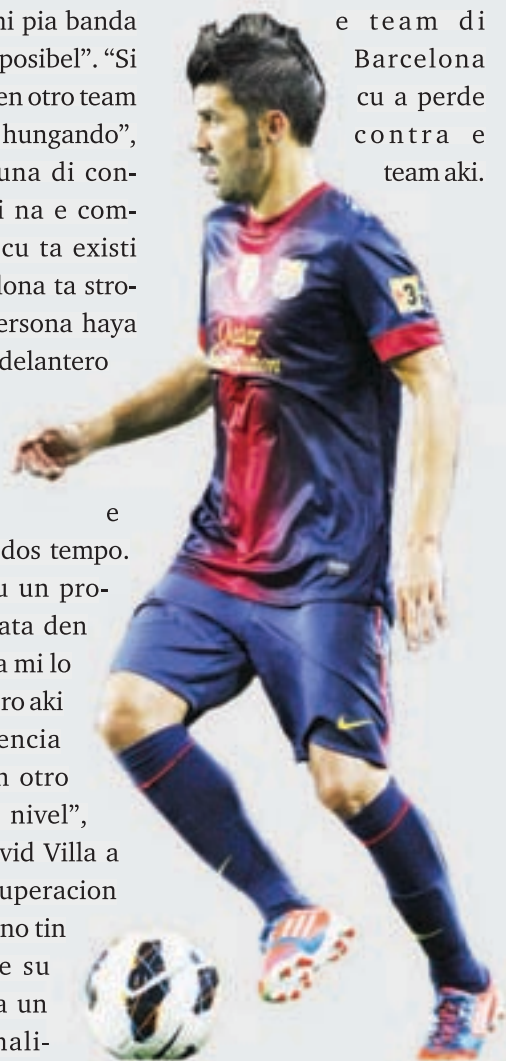 ni pia banda
posibel”. “Si
en otro team
hungando”,
una di con-
i na e com-
cu ta existi
lona ta stro-
ersona haya
delantero
e
dos tempo.
u un pro-
ata den
a mi lo
ro aki
encia
n otro
nivel”,
vid Villa a
uperacion
no tin
e su
a un
nali-
e team di
Barcelona
cu a perde
contra e
team aki.
Qatar
3